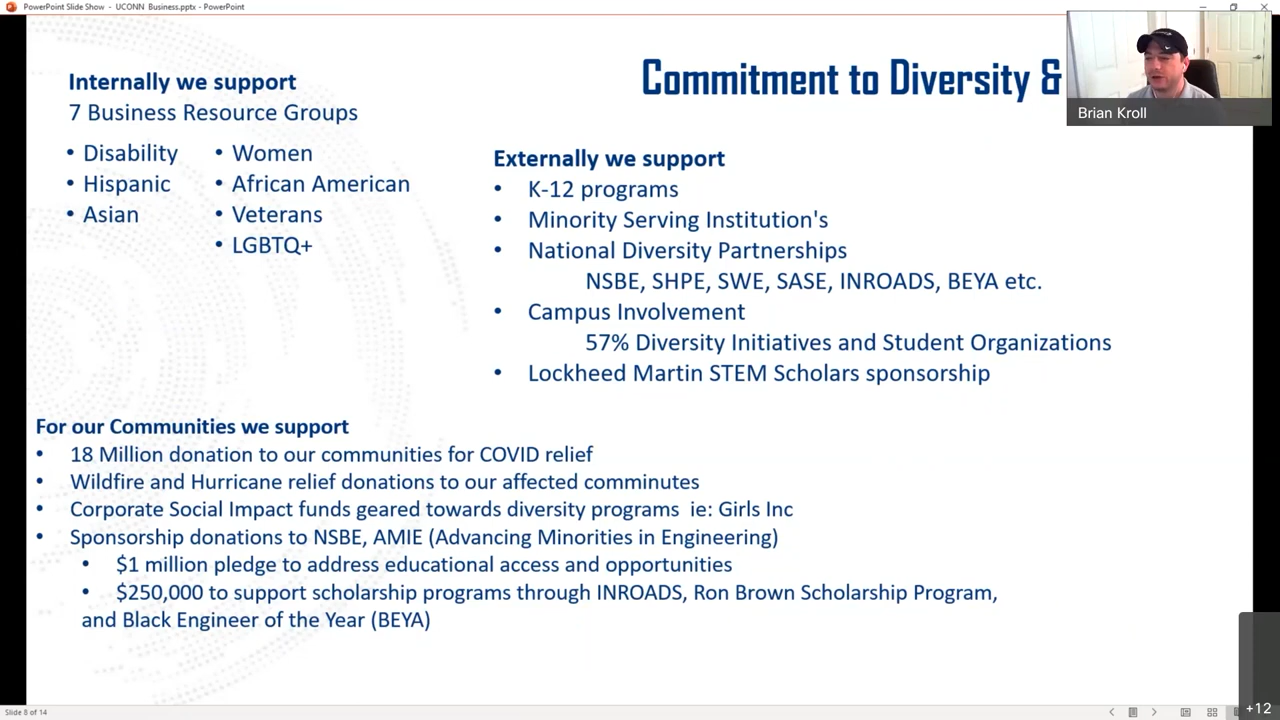 PowerPoint Slide Show - UCONN Business.pptx - PowerPoint
Commitment to Diversity &
Brian Kroll
Internally we support
7 Business Resource Groups
• Disability
• Hispanic
• Asian
• Women
• African American
• Veterans
• LGBTQ+
Externally we support
• K-12 programs
• Minority Serving Institution's
• National Diversity Partnerships
NSBE, SHPE, SWE, SASE, INROADS, BEYA etc.
• Campus Involvement
57% Diversity Initiatives and Student Organizations
• Lockheed Martin STEM Scholars sponsorship
For our Communities we support
• 18 Million donation to our communities for COVID relief
• Wildfire and Hurricane relief donations to our affected comminutes
• Corporate Social Impact funds geared towards diversity programs ie: Girls Inc
• Sponsorship donations to NSBE, AMIE (Advancing Minorities in Engineering)
• $1 million pledge to address educational access and opportunities
• $250,000 to support scholarship programs through INROADS, Ron Brown Scholarship Program,
and Black Engineer of the Year (BEYA)
Slide 8 of 14
+12